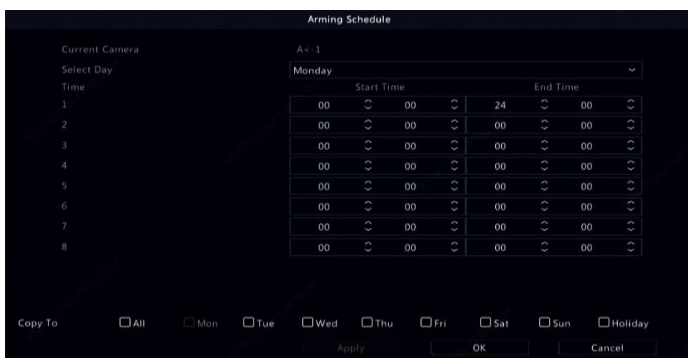 Arming Schedule
Current Camera A<-1
Select Day Monday
Time Start Time End Time
1 00 00 24 00
2 00 00 00 00
3 00 00 00 00
4 00 00 00 00
5 00 00 00 00
6 00 00 00 00
7 00 00 00 00
8 00 00 00 00
Copy To All Mon Tue Wed Thu Fri Sat Sun Holiday
Apply OK Cancel